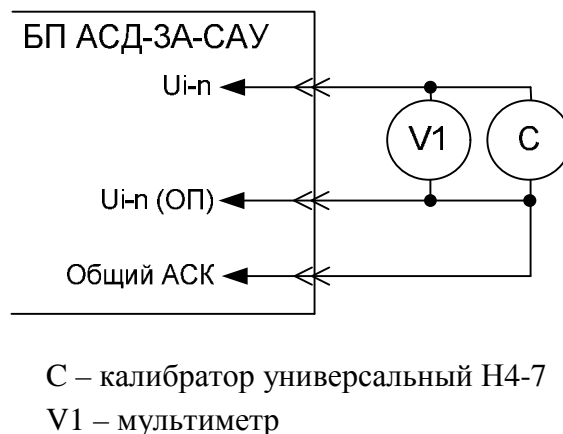 БП АСД-3А-САУ
Ui-n
V1
С
Ui-n (ОП)
Общий АСК
С – калибратор универсальный Н4-7
V1 – мультиметр